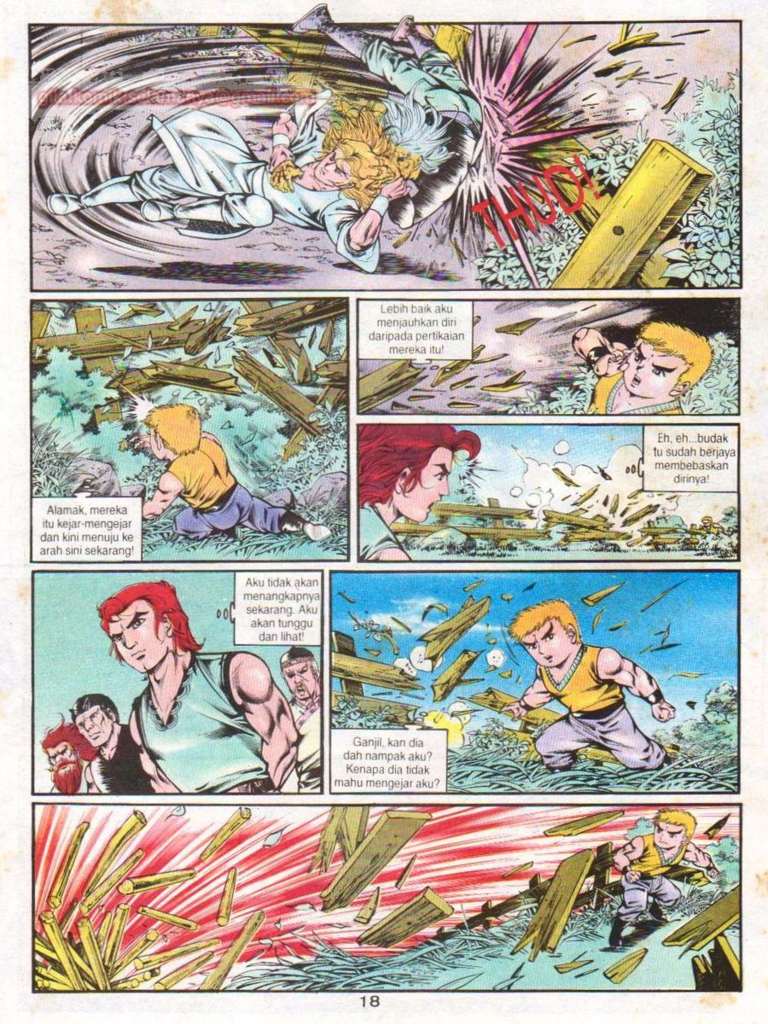 THUD!
Alamak, mereka
itu kejar-mengejar
dan kini menuju ke
arah sini sekarang!
Lebih baik aku
menjauhkan diri
daripada pertikaian
mereka itu!
Eh, eh...budak
tu sudah berjaya
membebaskan
dirinya!
Aku tidak akan
menangkapnya
sekarang. Aku
akan tunggu
dan lihat!
Ganjil, kan dia
dah nampak aku?
Kenapa dia tidak
mahu mengejar aku?
18